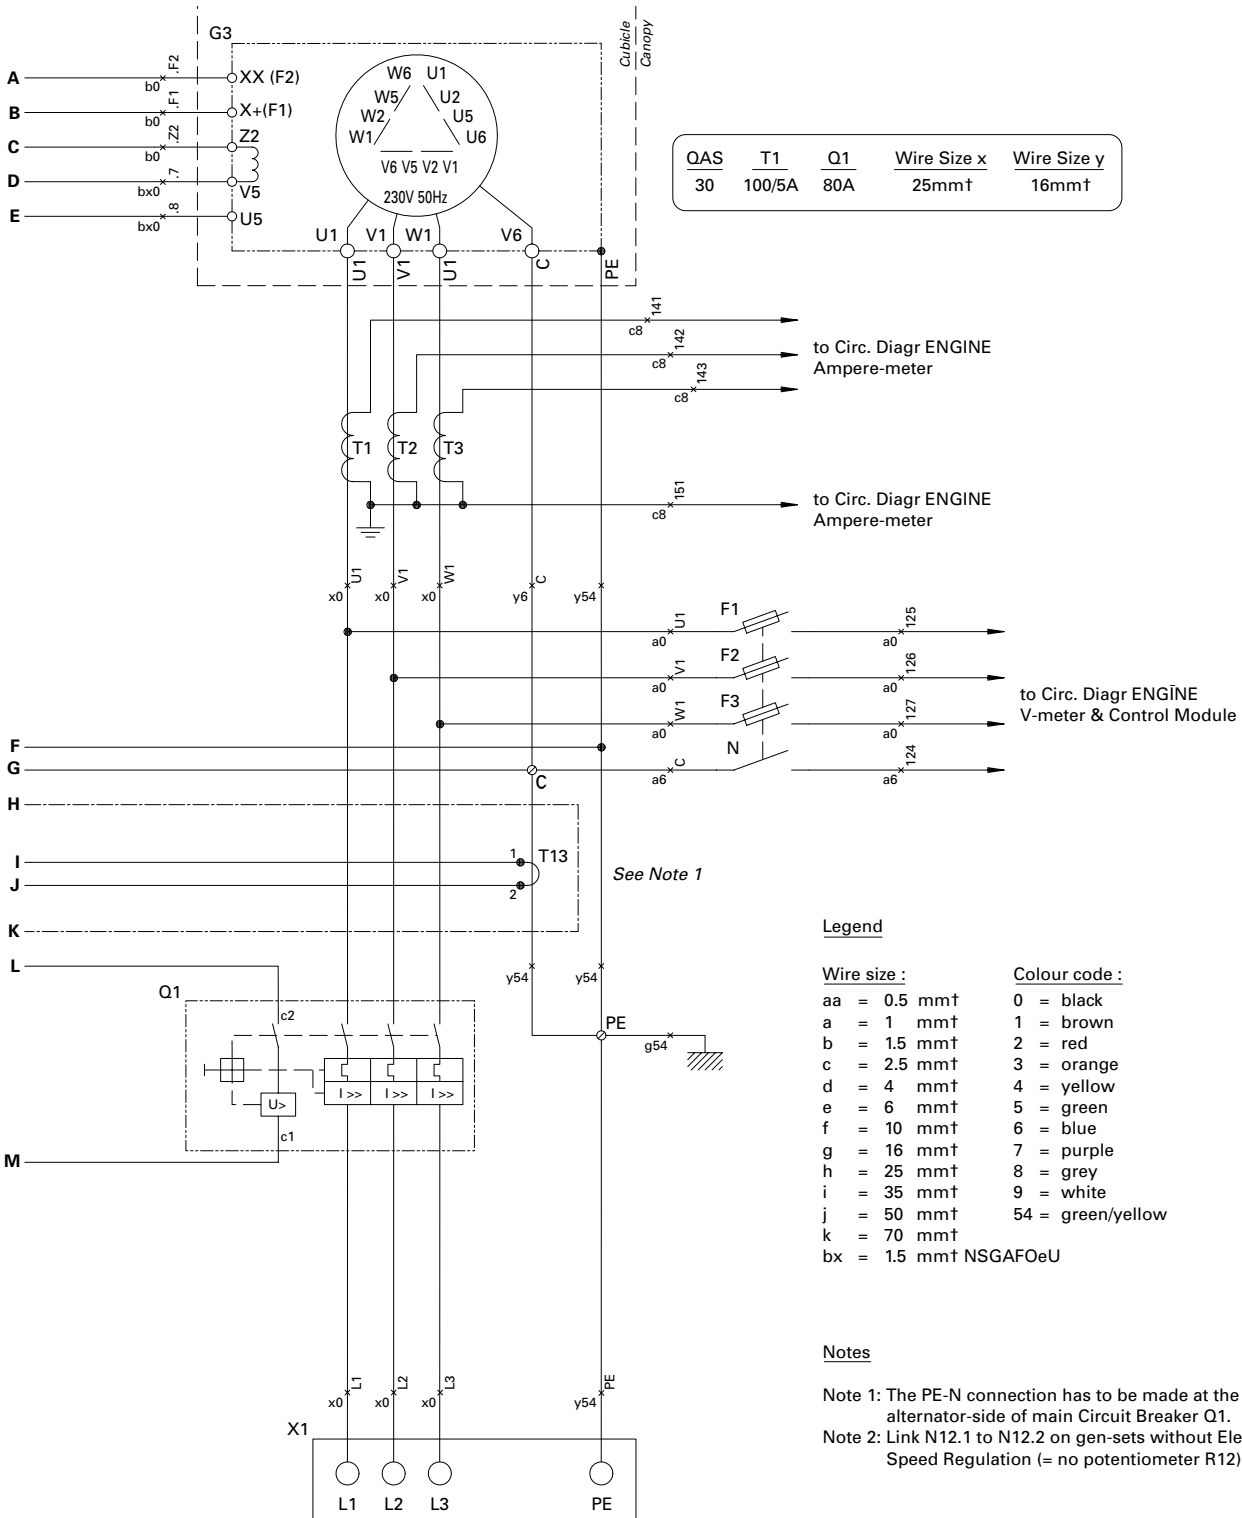 G3
Cubicle
Canopy
A b0 .F2 XX (F2)
B b0 .F1 X+(F1)
C b0 .Z2 Z2
D bx0 .7 V5
E bx0 .8 U5
W6 U1
W5 U2
W2 U5
W1 U6
V6 V5 V2 V1
230V 50Hz
U1 V1 W1 V6
U1 V1 U1 C PE
QAS T1 Q1 Wire Size x Wire Size y
30 100/5A 80A 25mm† 16mm†
c8 141
c8 142
c8 143
to Circ. Diagr ENGINE
Ampere-meter
T1 T2 T3
c8 151
to Circ. Diagr ENGINE
Ampere-meter
x0 U1 x0 V1 x0 W1 y6 C y54
a0 U1 F1 a0 125
a0 V1 F2 a0 126
a0 W1 F3 a0 127
a6 C N a6 124
to Circ. Diagr ENGINE
V-meter & Control Module
F
G C
H
I 1 T13
J 2
See Note 1
K
L
y54 y54
Q1
c2
PE
g54
I >> I >> I >>
U>
c1
M
Legend
Wire size : Colour code :
aa = 0.5 mm† 0 = black
a = 1 mm† 1 = brown
b = 1.5 mm† 2 = red
c = 2.5 mm† 3 = orange
d = 4 mm† 4 = yellow
e = 6 mm† 5 = green
f = 10 mm† 6 = blue
g = 16 mm† 7 = purple
h = 25 mm† 8 = grey
i = 35 mm† 9 = white
j = 50 mm† 54 = green/yellow
k = 70 mm†
bx = 1.5 mm† NSGAFOeU
Notes
Note 1: The PE-N connection has to be made at the
alternator-side of main Circuit Breaker Q1.
Note 2: Link N12.1 to N12.2 on gen-sets without Ele
Speed Regulation (= no potentiometer R12)
x0 L1 x0 L2 x0 L3 y54 PE
X1
L1 L2 L3 PE